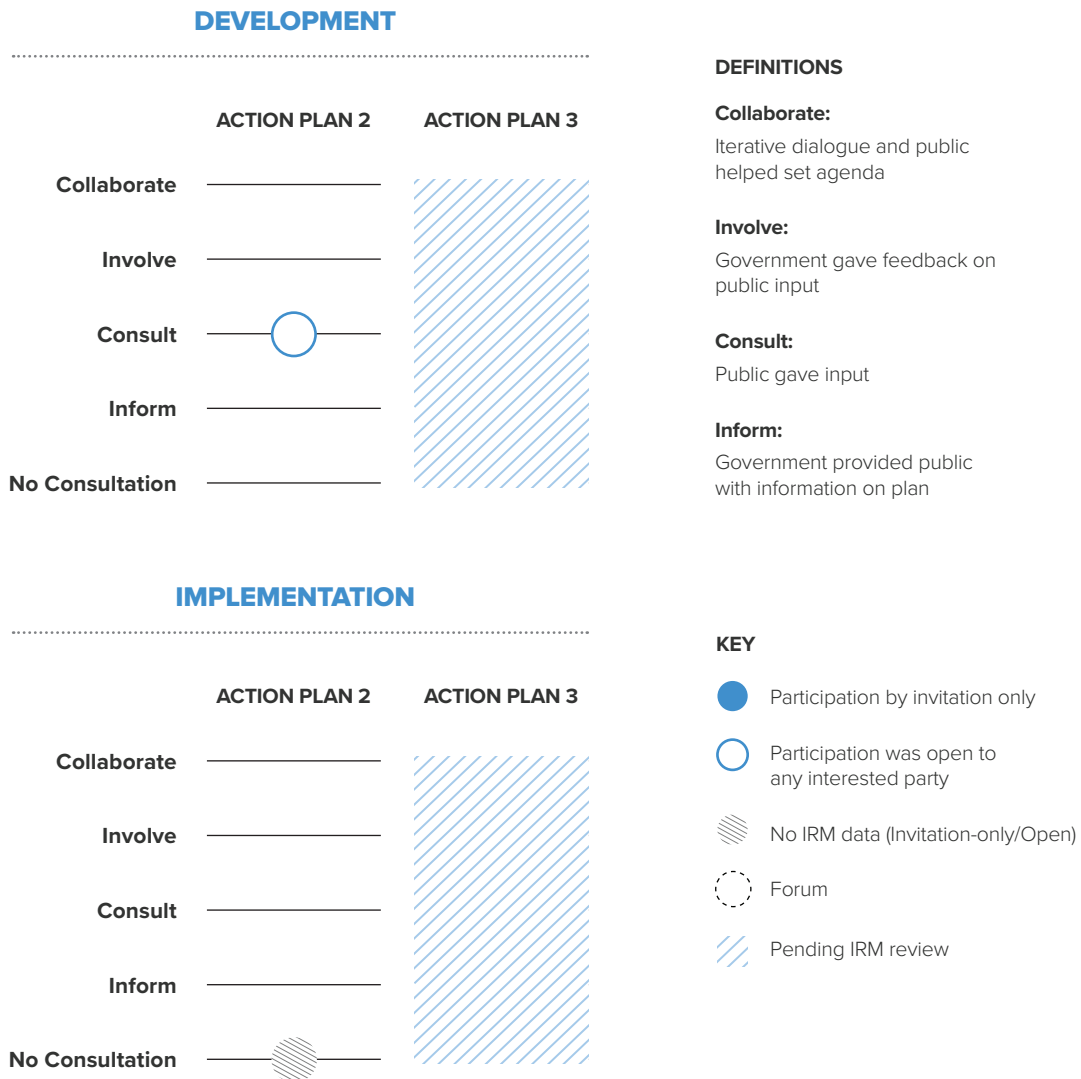 DEVELOPMENT
ACTION PLAN 2 ACTION PLAN 3
Collaborate
Involve
Consult
Inform
No Consultation
DEFINITIONS
Collaborate:
Iterative dialogue and public
helped set agenda
Involve:
Government gave feedback on
public input
Consult:
Public gave input
Inform:
Government provided public
with information on plan
IMPLEMENTATION
ACTION PLAN 2 ACTION PLAN 3
Collaborate
Involve
Consult
Inform
No Consultation
KEY
Participation by invitation only
Participation was open to
any interested party
No IRM data (Invitation-only/Open)
Forum
Pending IRM review